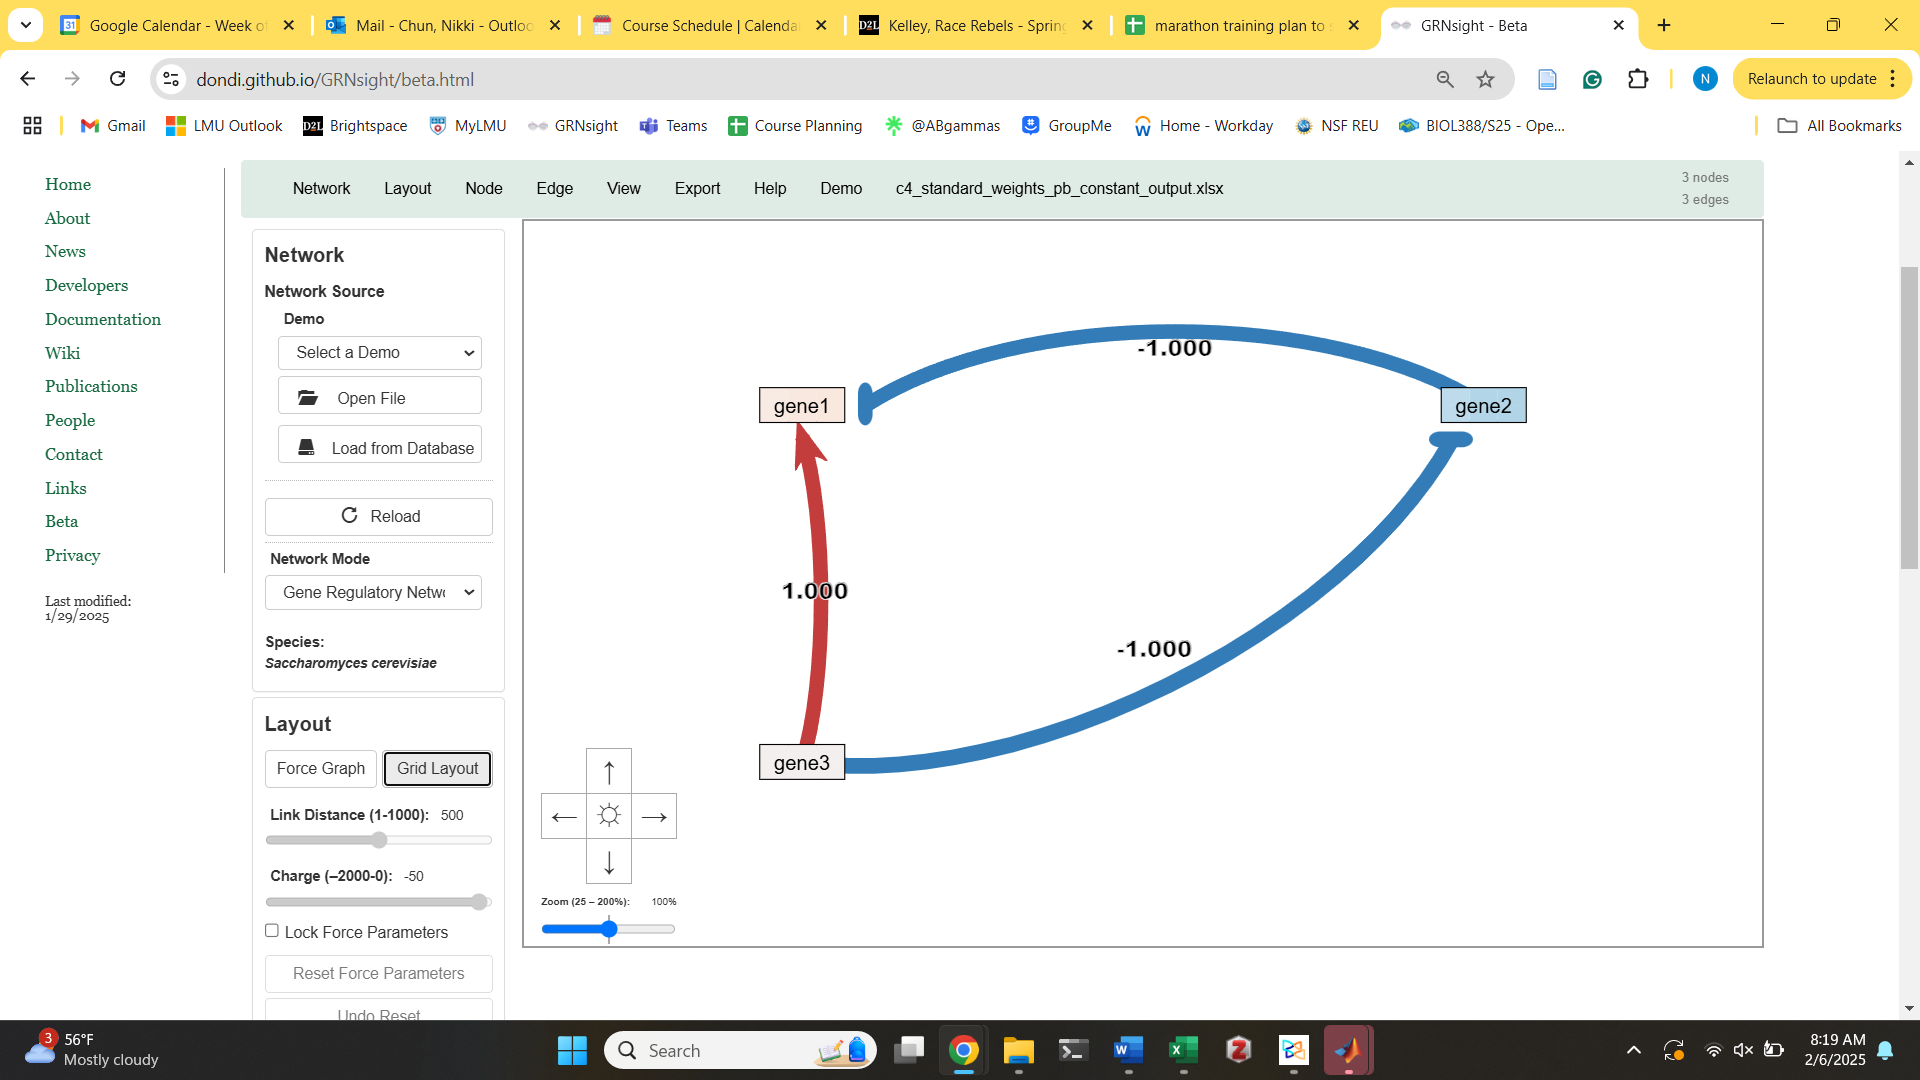 Google Calendar - Week of
Mail - Chun, Nikki - Outloo
Course Schedule | Calenda
D2L Kelley, Race Rebels - Spring
marathon training plan to s
GRNsight - Beta
dondi.github.io/GRNsight/beta.html
N
Relaunch to update
Gmail
LMU Outlook
D2L Brightspace
MyLMU
GRNsight
Teams
Course Planning
@ABgammas
GroupMe
Home - Workday
NSF REU
BIOL388/S25 - Ope...
All Bookmarks
Home
About
News
Developers
Documentation
Wiki
Publications
People
Contact
Links
Beta
Privacy
Last modified:
1/29/2025
Network Layout Node Edge View Export Help Demo c4_standard_weights_pb_constant_output.xlsx
3 nodes
3 edges
Network
Network Source
Demo
Select a Demo
Open File
Load from Database
Reload
Network Mode
Gene Regulatory Netwo
Species:
Saccharomyces cerevisiae
Layout
Force Graph
Grid Layout
Link Distance (1-1000): 500
Charge (–2000-0): -50
Lock Force Parameters
Reset Force Parameters
Undo Reset
-1.000
gene1
gene2
1.000
-1.000
gene3
Zoom (25 – 200%): 100%
3
56°F
Mostly cloudy
Search
8:19 AM
2/6/2025